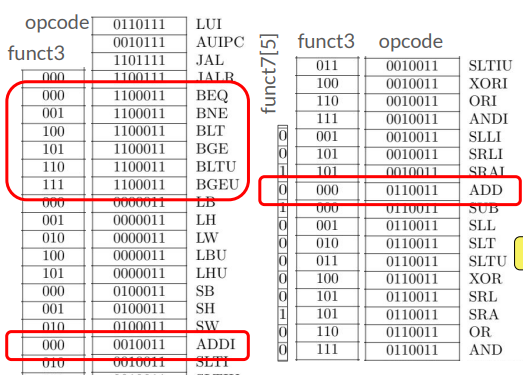 opcode 0110111 LUI
funct3 0010111 AUIPC
1101111 JAL
000 1100111 JALR
000 1100011 BEQ
001 1100011 BNE
100 1100011 BLT
101 1100011 BGE
110 1100011 BLTU
111 1100011 BGEU
000 0000011 LB
001 0000011 LH
010 0000011 LW
100 0000011 LBU
101 0000011 LHU
000 0100011 SB
001 0100011 SH
010 0100011 SW
000 0010011 ADDI
010 0010011 SLTI
funct7[5] funct3 opcode
011 0010011 SLTIU
100 0010011 XORI
110 0010011 ORI
111 0010011 ANDI
0 001 0010011 SLLI
0 101 0010011 SRLI
1 101 0010011 SRAI
0 000 0110011 ADD
1 000 0110011 SUB
0 001 0110011 SLL
0 010 0110011 SLT
0 011 0110011 SLTU
0 100 0110011 XOR
0 101 0110011 SRL
1 101 0110011 SRA
0 110 0110011 OR
0 111 0110011 AND